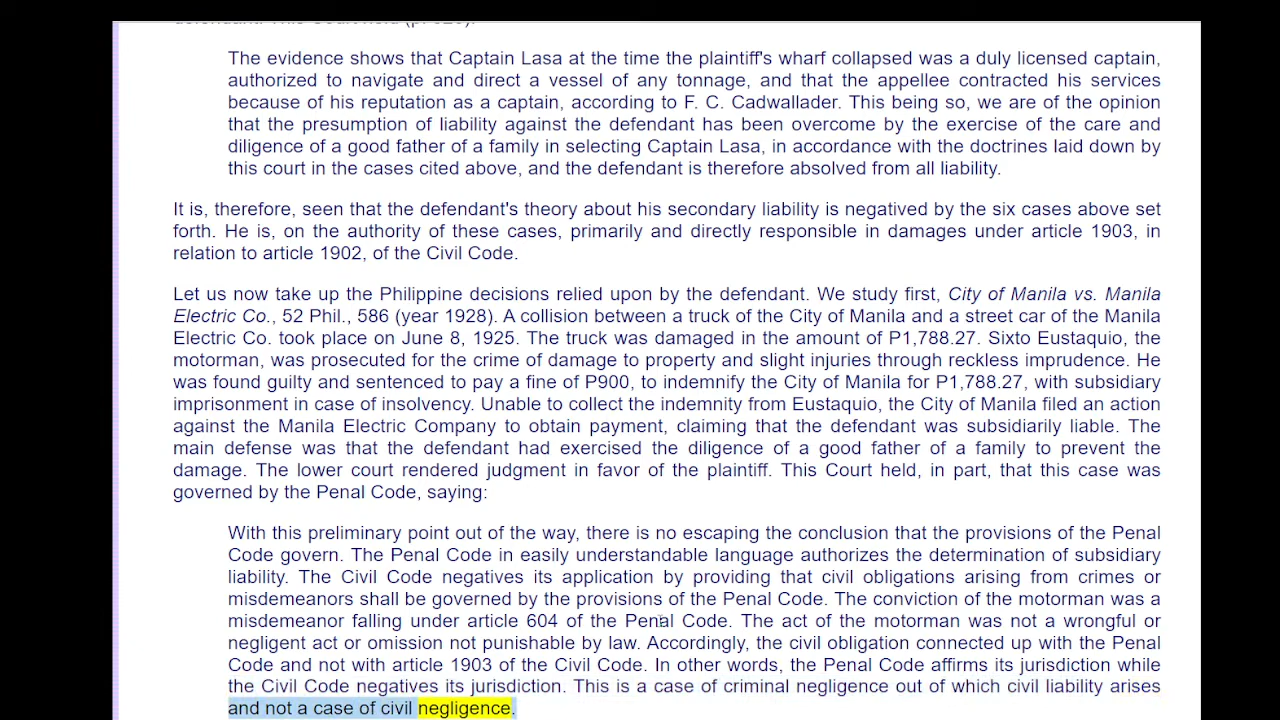 The evidence shows that Captain Lasa at the time the plaintiff's wharf collapsed was a duly licensed captain,
authorized to navigate and direct a vessel of any tonnage, and that the appellee contracted his services
because of his reputation as a captain, according to F. C. Cadwallader. This being so, we are of the opinion
that the presumption of liability against the defendant has been overcome by the exercise of the care and
diligence of a good father of a family in selecting Captain Lasa, in accordance with the doctrines laid down by
this court in the cases cited above, and the defendant is therefore absolved from all liability.
It is, therefore, seen that the defendant's theory about his secondary liability is negatived by the six cases above set
forth. He is, on the authority of these cases, primarily and directly responsible in damages under article 1903, in
relation to article 1902, of the Civil Code.
Let us now take up the Philippine decisions relied upon by the defendant. We study first, City of Manila vs. Manila
Electric Co., 52 Phil., 586 (year 1928). A collision between a truck of the City of Manila and a street car of the Manila
Electric Co. took place on June 8, 1925. The truck was damaged in the amount of P1,788.27. Sixto Eustaquio, the
motorman, was prosecuted for the crime of damage to property and slight injuries through reckless imprudence. He
was found guilty and sentenced to pay a fine of P900, to indemnify the City of Manila for P1,788.27, with subsidiary
imprisonment in case of insolvency. Unable to collect the indemnity from Eustaquio, the City of Manila filed an action
against the Manila Electric Company to obtain payment, claiming that the defendant was subsidiarily liable. The
main defense was that the defendant had exercised the diligence of a good father of a family to prevent the
damage. The lower court rendered judgment in favor of the plaintiff. This Court held, in part, that this case was
governed by the Penal Code, saying:
With this preliminary point out of the way, there is no escaping the conclusion that the provisions of the Penal
Code govern. The Penal Code in easily understandable language authorizes the determination of subsidiary
liability. The Civil Code negatives its application by providing that civil obligations arising from crimes or
misdemeanors shall be governed by the provisions of the Penal Code. The conviction of the motorman was a
misdemeanor falling under article 604 of the Penal Code. The act of the motorman was not a wrongful or
negligent act or omission not punishable by law. Accordingly, the civil obligation connected up with the Penal
Code and not with article 1903 of the Civil Code. In other words, the Penal Code affirms its jurisdiction while
the Civil Code negatives its jurisdiction. This is a case of criminal negligence out of which civil liability arises
and not a case of civil negligence.